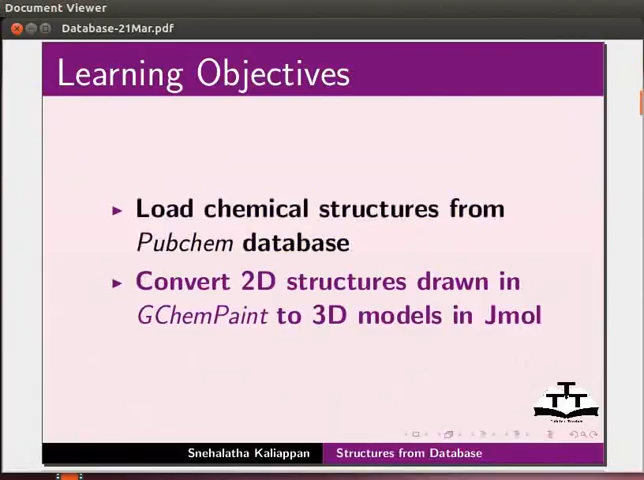 Document Viewer
Database-21Mar.pdf
Learning Objectives
Load chemical structures from
Pubchem database
Convert 2D structures drawn in
GChemPaint to 3D models in Jmol
Snehalatha Kaliappan
Structures from Database